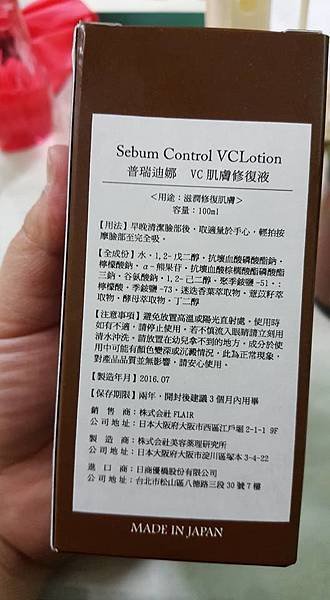 Sebum Control VCLotion
普瑞迪娜　VC肌膚修復液
<用途：滋潤修復肌膚>
容量：100ml
【用法】早晚清潔臉部後，取適量於手心，輕拍按
摩臉部至完全吸。
【全成份】水、1,2-戊二醇、抗壞血酸磷酸酯鈉、
檸檬酸鈉、α-熊果苷、抗壞血酸棕櫚酸酯磷酸酯
三鈉、谷氨酸鈉、1,2-己二醇、聚季銨鹽-51、
檸檬酸、季銨鹽-73、迷迭香葉萃取物、薏苡籽萃
取物、酵母萃取物、丁二醇
【注意事項】避免放置高溫或陽光直射處。使用時
如有不適，請停止使用。若不慎流入眼睛請立刻用
清水沖洗。請放置在幼兒拿不到的地方。成分於使
用中可能有顏色變深或沉澱情況，此為正常現象，
對產品品質並無影響，請安心使用。
【製造年月】2016.07
【保存期限】兩年，開封後建議3個月內用畢
銷售商：株式会社 FLAIR
公司地址：日本大阪府大阪市西區江戶堀2-1-1 9F
製造商：株式会社美容薬理研究所
公司地址：日本大阪府大阪市淀川區塚本3-4-22
進口商：日商優橋股份有限公司
公司地址：台北市松山區八德路三段30號7樓
MADE IN JAPAN